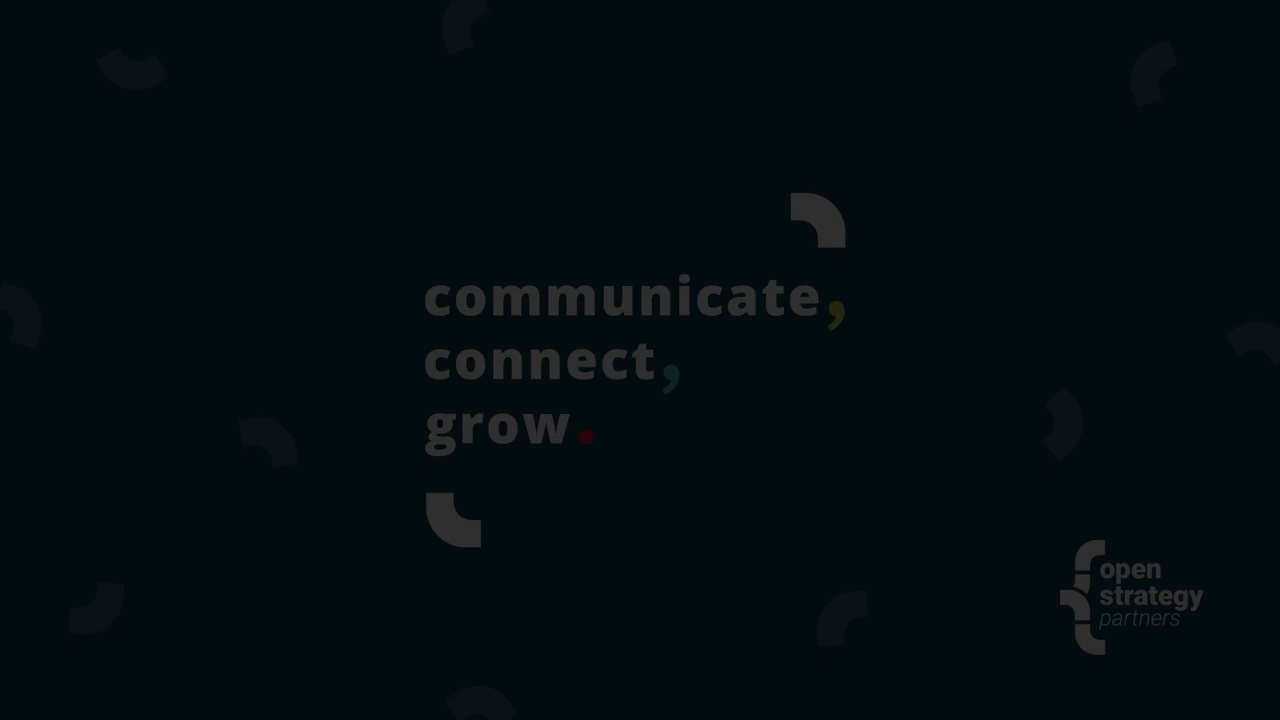 communicate,
connect,
grow.
open
strategy
partners